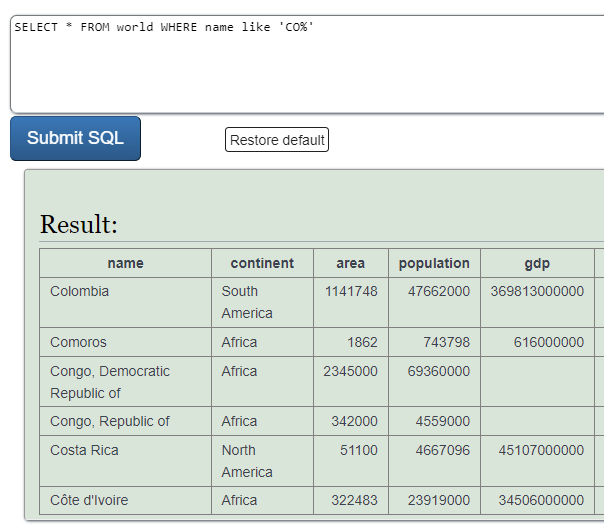 SELECT * FROM world WHERE name like 'CO%'
Submit SQL
Restore default
Result:
name continent area population gdp
Colombia South America 1141748 47662000 369813000000
Comoros Africa 1862 743798 616000000
Congo, Democratic Republic of Africa 2345000 69360000
Congo, Republic of Africa 342000 4559000
Costa Rica North America 51100 4667096 45107000000
Côte d'Ivoire Africa 322483 23919000 34506000000